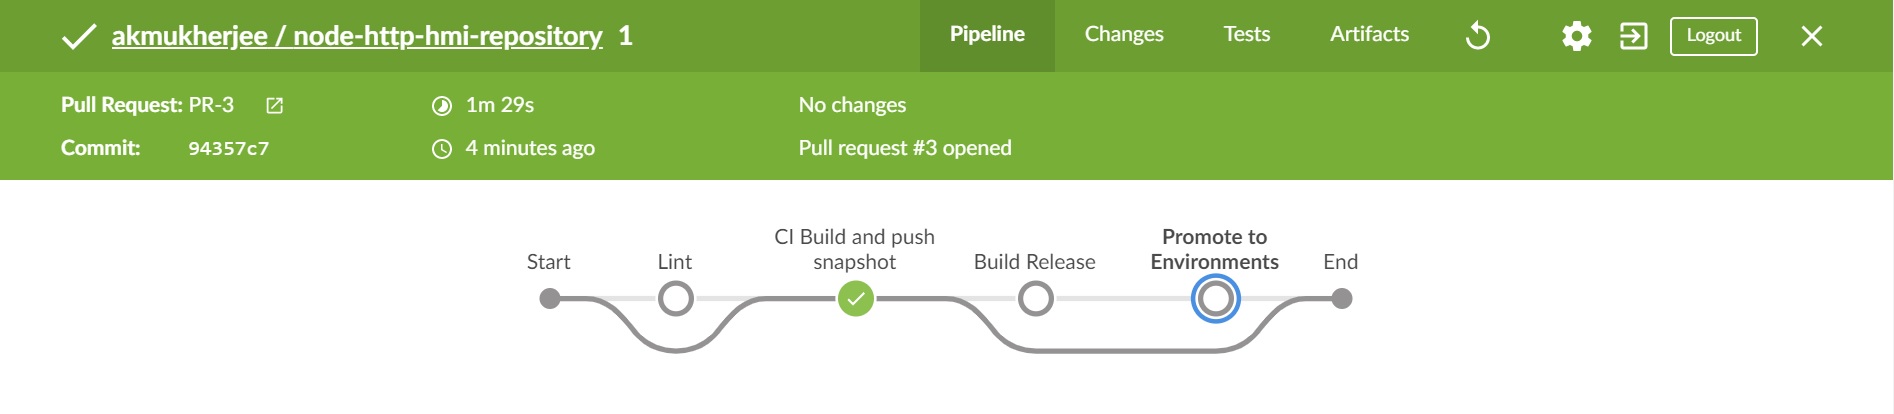 akmukherjee / node-http-hmi-repository 1
Pipeline Changes Tests Artifacts Logout
Pull Request: PR-3 1m 29s No changes
Commit: 94357c7 4 minutes ago Pull request #3 opened
CI Build and push Promote to
Start Lint snapshot Build Release Environments End